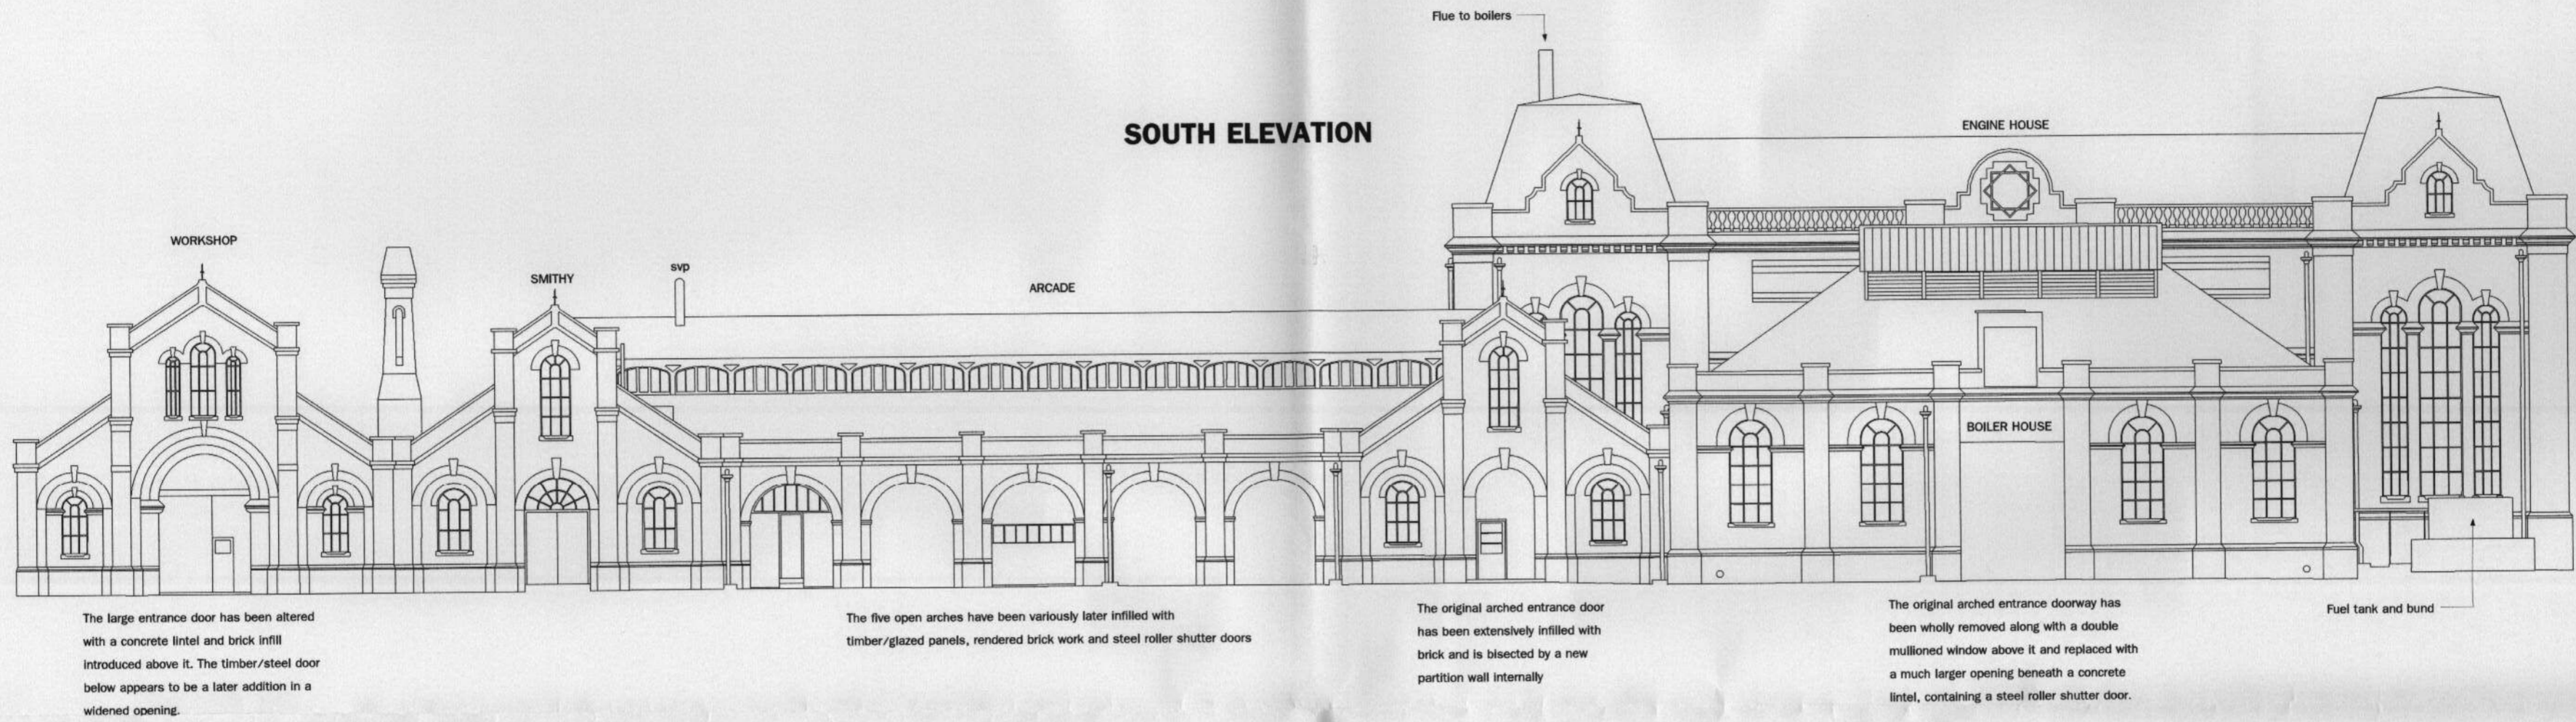 Flue to boilers
SOUTH ELEVATION
ENGINE HOUSE
WORKSHOP
SMITHY
svp
ARCADE
BOILER HOUSE
The large entrance door has been altered
with a concrete lintel and brick infill
introduced above it. The timber/steel door
below appears to be a later addition in a
widened opening.
The five open arches have been variously later infilled with
timber/glazed panels, rendered brick work and steel roller shutter doors
The original arched entrance door
has been extensively infilled with
brick and is bisected by a new
partition wall internally
The original arched entrance doorway has
been wholly removed along with a double
mullioned window above it and replaced with
a much larger opening beneath a concrete
lintel, containing a steel roller shutter door.
Fuel tank and bund